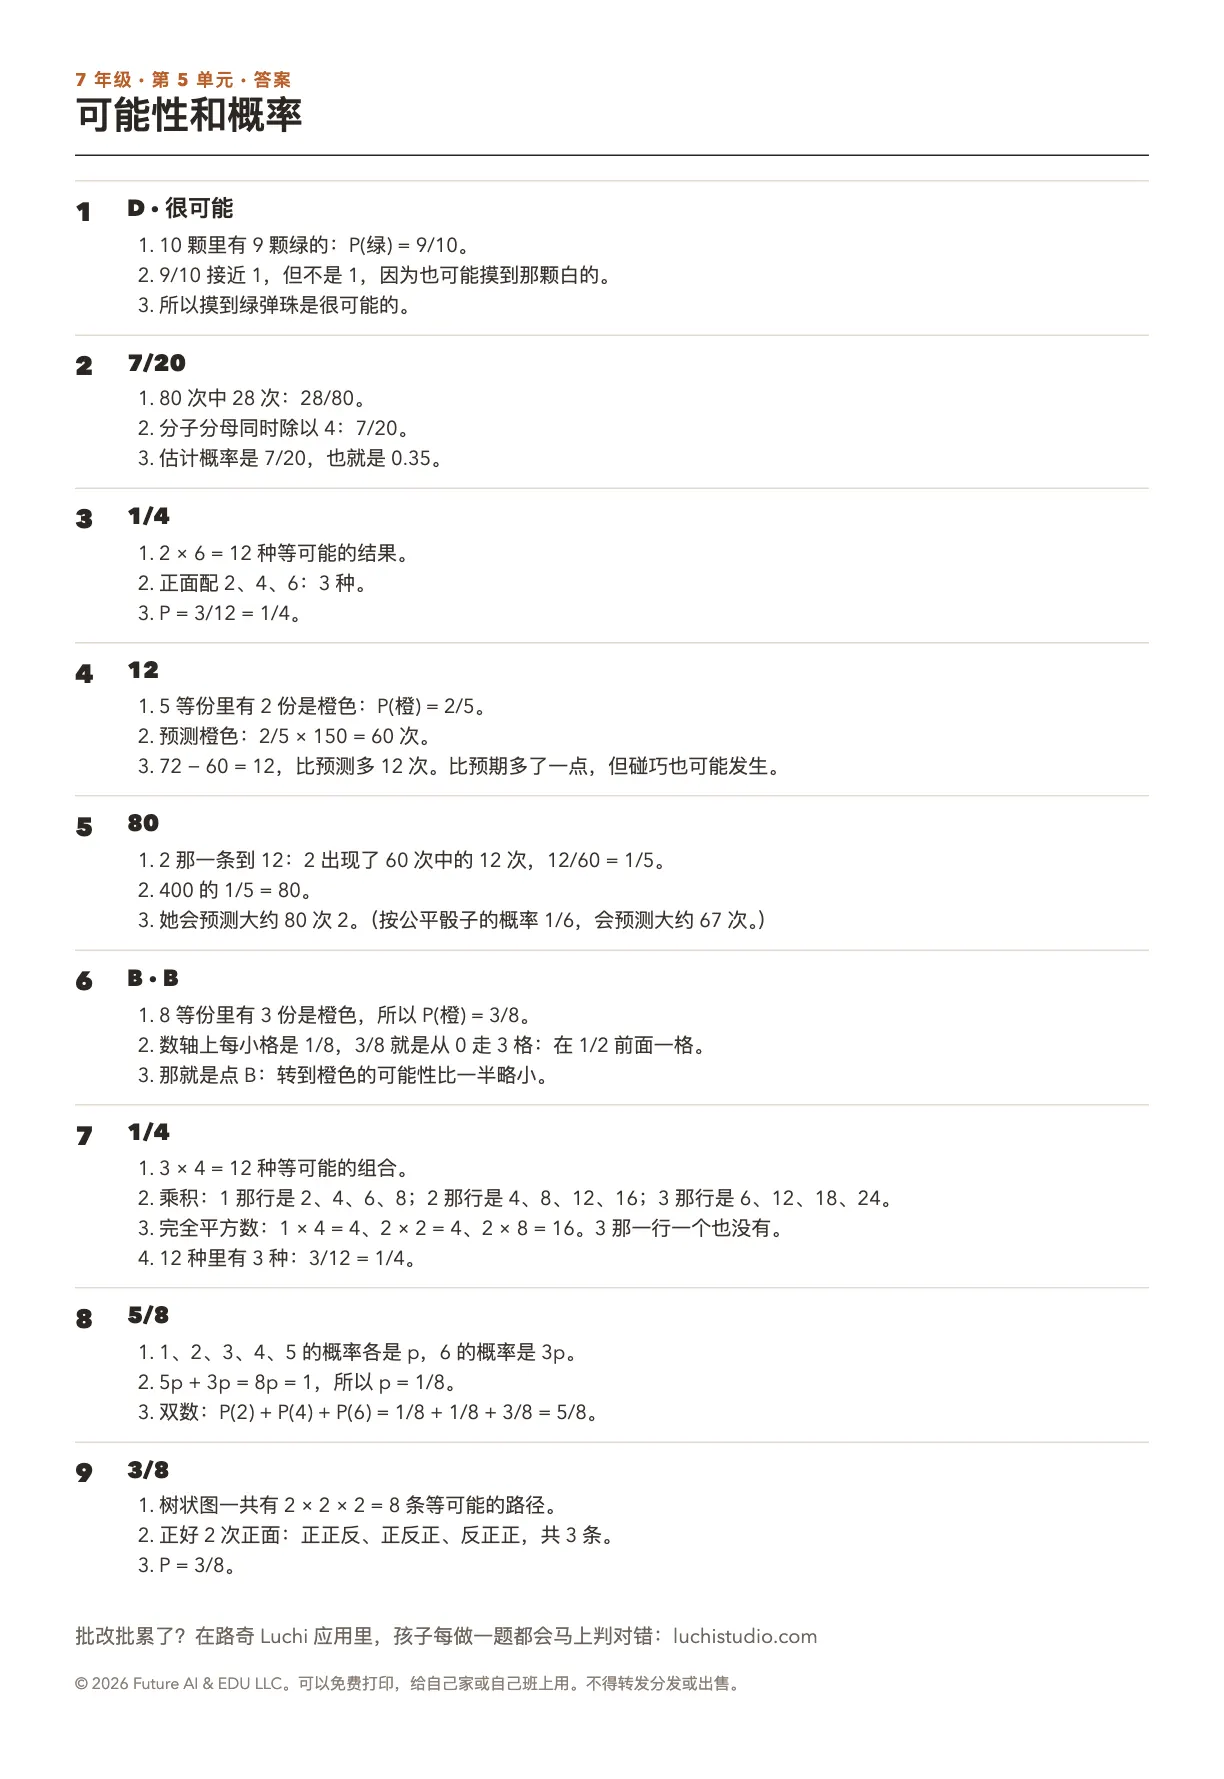 7 年级 · 第 5 单元 · 答案
可能性和概率
1 D · 很可能
1. 10 颗里有 9 颗绿的：P(绿) = 9/10。
2. 9/10 接近 1，但不是 1，因为也可能摸到那颗白的。
3. 所以摸到绿弹珠是很可能的。
2 7/20
1. 80 次中 28 次：28/80。
2. 分子分母同时除以 4：7/20。
3. 估计概率是 7/20，也就是 0.35。
3 1/4
1. 2 × 6 = 12 种等可能的结果。
2. 正面配 2、4、6：3 种。
3. P = 3/12 = 1/4。
4 12
1. 5 等份里有 2 份是橙色：P(橙) = 2/5。
2. 预测橙色：2/5 × 150 = 60 次。
3. 72 − 60 = 12，比预测多 12 次。比预期多了一点，但碰巧也可能发生。
5 80
1. 2 那一条到 12：2 出现了 60 次中的 12 次，12/60 = 1/5。
2. 400 的 1/5 = 80。
3. 她会预测大约 80 次 2。（按公平骰子的概率 1/6，会预测大约 67 次。）
6 B · B
1. 8 等份里有 3 份是橙色，所以 P(橙) = 3/8。
2. 数轴上每小格是 1/8，3/8 就是从 0 走 3 格：在 1/2 前面一格。
3. 那就是点 B：转到橙色的可能性比一半略小。
7 1/4
1. 3 × 4 = 12 种等可能的组合。
2. 乘积：1 那行是 2、4、6、8；2 那行是 4、8、12、16；3 那行是 6、12、18、24。
3. 完全平方数：1 × 4 = 4、2 × 2 = 4、2 × 8 = 16。3 那一行一个也没有。
4. 12 种里有 3 种：3/12 = 1/4。
8 5/8
1. 1、2、3、4、5 的概率各是 p，6 的概率是 3p。
2. 5p + 3p = 8p = 1，所以 p = 1/8。
3. 双数：P(2) + P(4) + P(6) = 1/8 + 1/8 + 3/8 = 5/8。
9 3/8
1. 树状图一共有 2 × 2 × 2 = 8 条等可能的路径。
2. 正好 2 次正面：正正反、正反正、反正正，共 3 条。
3. P = 3/8。
批改批累了？在路奇 Luchi 应用里，孩子每做一题都会马上判对错：luchistudio.com
© 2026 Future AI & EDU LLC。可以免费打印，给自己家或自己班上用。不得转发分发或出售。